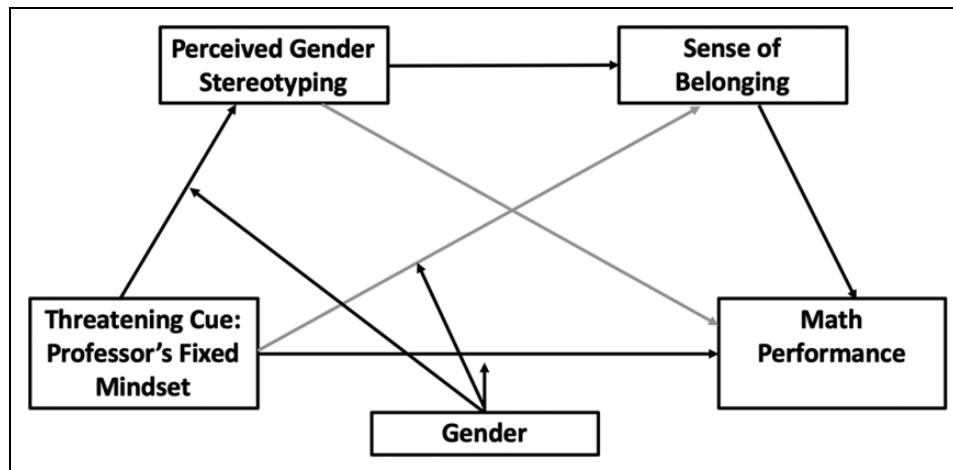 Perceived Gender
Stereotyping
Sense of
Belonging
Threatening Cue:
Professor’s Fixed
Mindset
Math
Performance
Gender